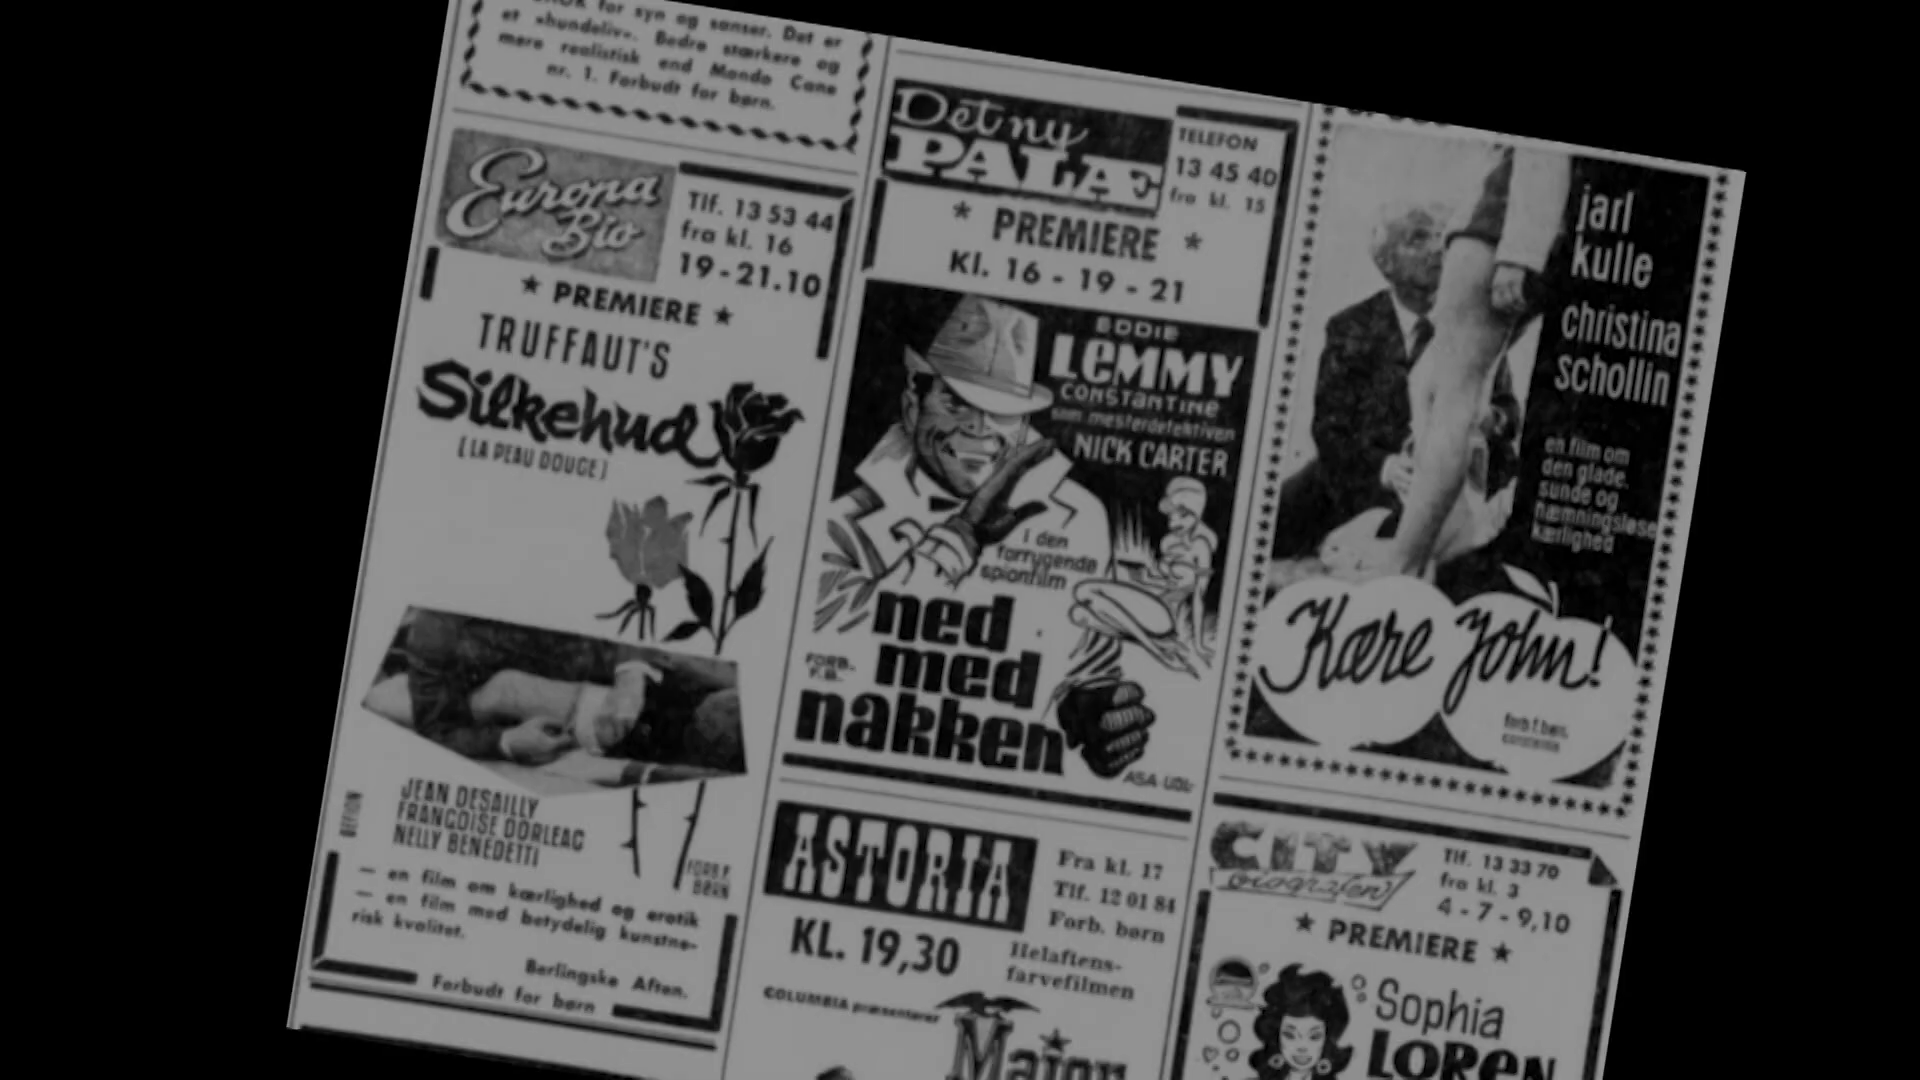 for syn og sanser. Det er
et »hundeliv«. Bedre stærkere og
mere realistisk end Mondo Cane
nr. 1. Forbudt for børn.
Europa
Bio
Tlf. 13 53 44
fra kl. 16
19-21.10
★ PREMIERE ★
TRUFFAUT'S
Silkehud
(LA PEAU DOUCE)
JEAN DESAILLY
FRANCOISE DORLEAC
NELLY BENEDETTI
FORB. F.
BØRN
— en film om kærlighed og erotik
— en film med betydelig kunstne-
risk kvalitet.
Berlingske Aften.
Forbudt for børn
Det ny
PALÆ
TELEFON
13 45 40
fra kl. 15
★ PREMIERE ★
Kl. 16 - 19 - 21
EDDIE
LEMMY
CONSTANTINE
som mesterdetektiven
NICK CARTER
I den
forrygende
spionfilm
ned
med
nakken
FORB.
F.B.
ASA UDL.
ASTORIA
Fra kl. 17
Tlf. 12 01 84
Forb. børn
KL. 19,30
Helaftens-
farvefilmen
COLUMBIA præsenterer
Major
jarl
kulle
christina
schollin
en film om
den glade,
sunde og
hæmningsløse
kærlighed
Kære John!
forb.f.børn.
constantin
CITY
biografen
Tlf. 13 33 70
fra kl. 3
4 - 7 - 9,10
★ PREMIERE ★
Sophia
LOREN